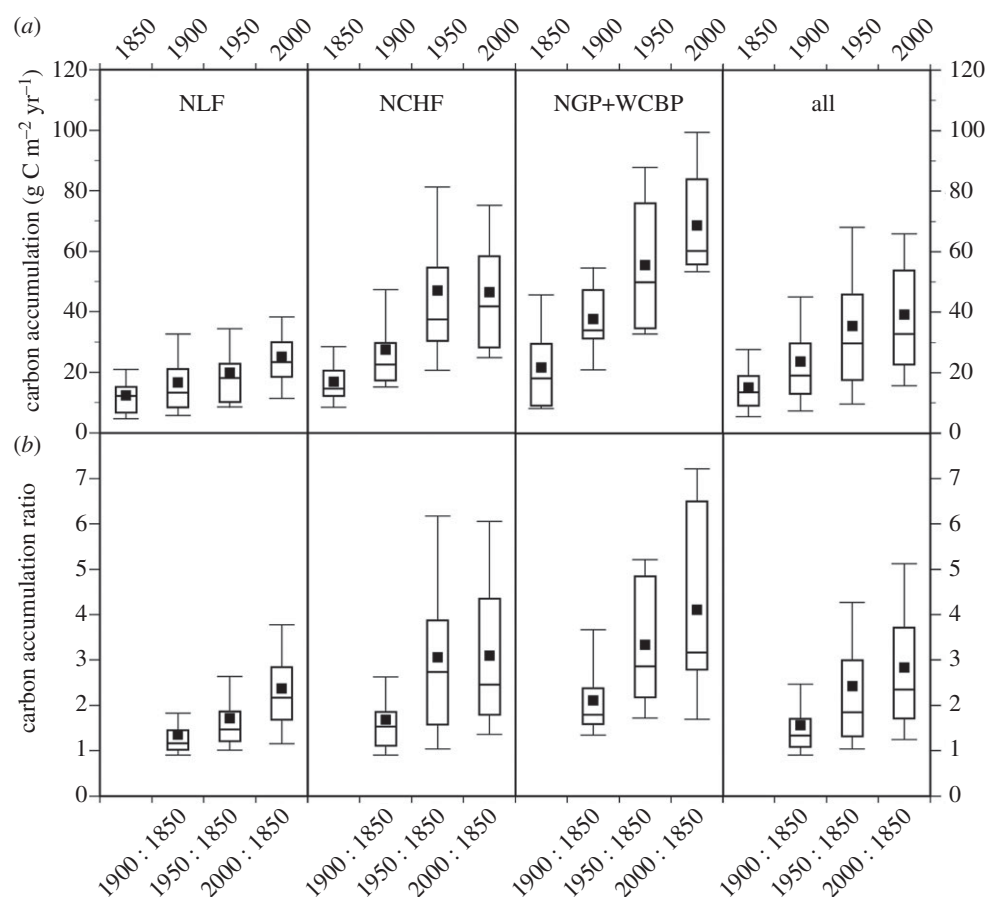 (a)
1850 1900 1950 2000 1850 1900 1950 2000 1850 1900 1950 2000 1850 1900 1950 2000
NLF NCHF NGP+WCBP all
carbon accumulation (g C m⁻² yr⁻¹)
120 120
100 100
80 80
60 60
40 40
20 20
0 0
(b)
carbon accumulation ratio
7 7
6 6
5 5
4 4
3 3
2 2
1 1
0 0
1900 : 1850 1950 : 1850 2000 : 1850 1900 : 1850 1950 : 1850 2000 : 1850 1900 : 1850 1950 : 1850 2000 : 1850 1900 : 1850 1950 : 1850 2000 : 1850